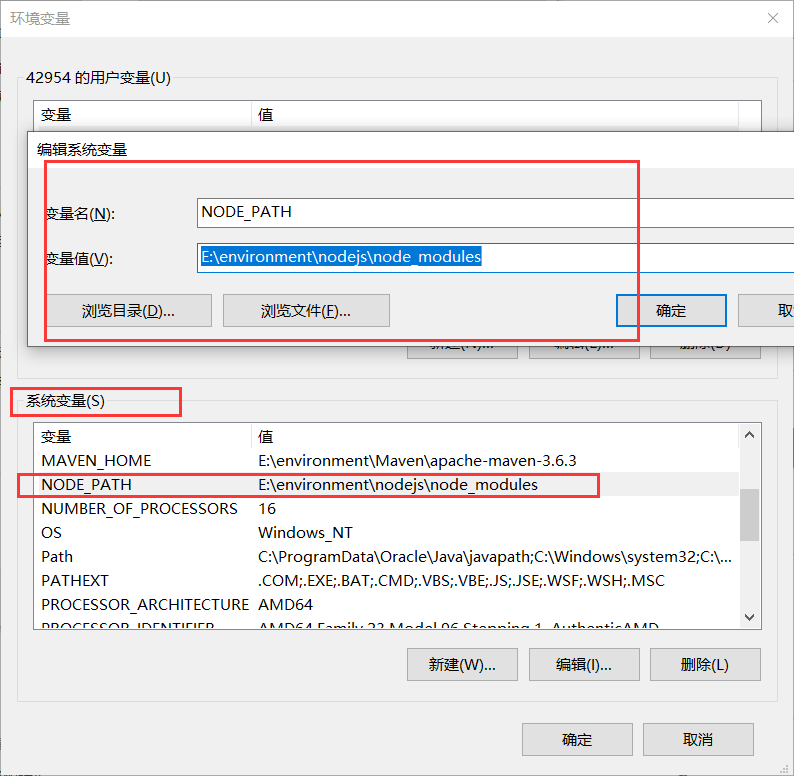 环境变量
42954 的用户变量(U)
变量 值
编辑系统变量
变量名(N): NODE_PATH
变量值(V): E:\environment\nodejs\node_modules
浏览目录(D)... 浏览文件(F)... 确定 取
系统变量(S)
变量 值
MAVEN_HOME E:\environment\Maven\apache-maven-3.6.3
NODE_PATH E:\environment\nodejs\node_modules
NUMBER_OF_PROCESSORS 16
OS Windows_NT
Path C:\ProgramData\Oracle\Java\javapath;C:\Windows\system32;C:\...
PATHEXT .COM;.EXE;.BAT;.CMD;.VBS;.VBE;.JS;.JSE;.WSF;.WSH;.MSC
PROCESSOR_ARCHITECTURE AMD64
PROCESSOR_IDENTIFIER AMD64 Family 23 Model 96 Stepping 1, AuthenticAMD
新建(W)... 编辑(I)... 删除(L)
确定 取消